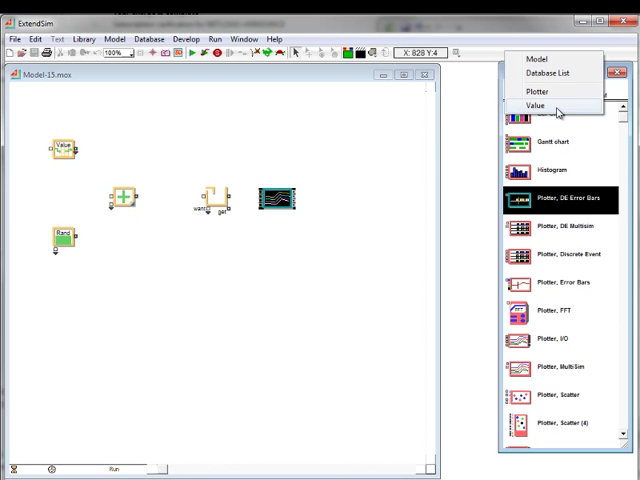 ExtendSim
File Edit Text Library Model Database Develop Run Window Help
100%
X: 828 Y:4
Model-15.mox
Value
Rand
want
get
Run
Model
Database List
Plotter
Value
Gantt chart
Histogram
Plotter, DE Error Bars
Plotter, DE Multisim
Plotter, Discrete Event
Plotter, Error Bars
Plotter, FFT
Plotter, I/O
Plotter, MultiSim
Plotter, Scatter
Plotter, Scatter (4)